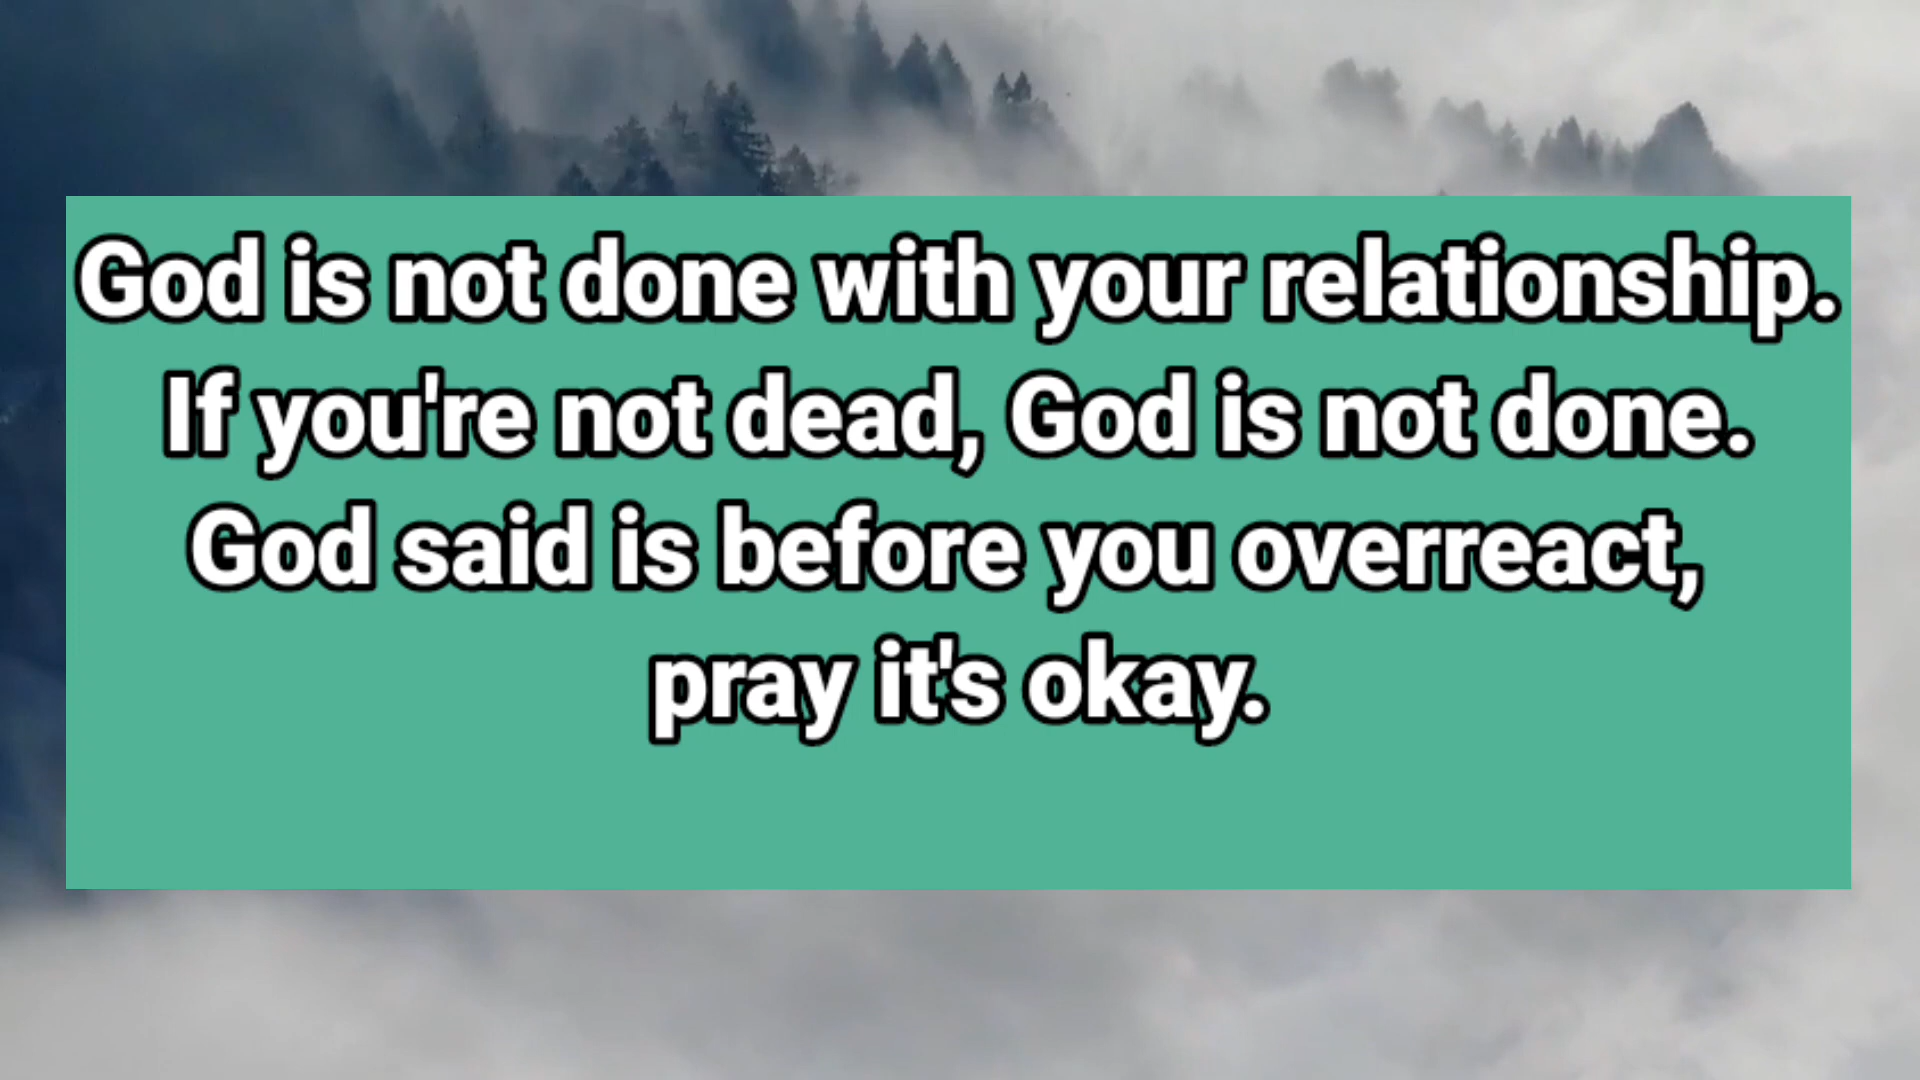 God is not done with your relationship.
If you're not dead, God is not done.
God said is before you overreact,
pray it's okay.